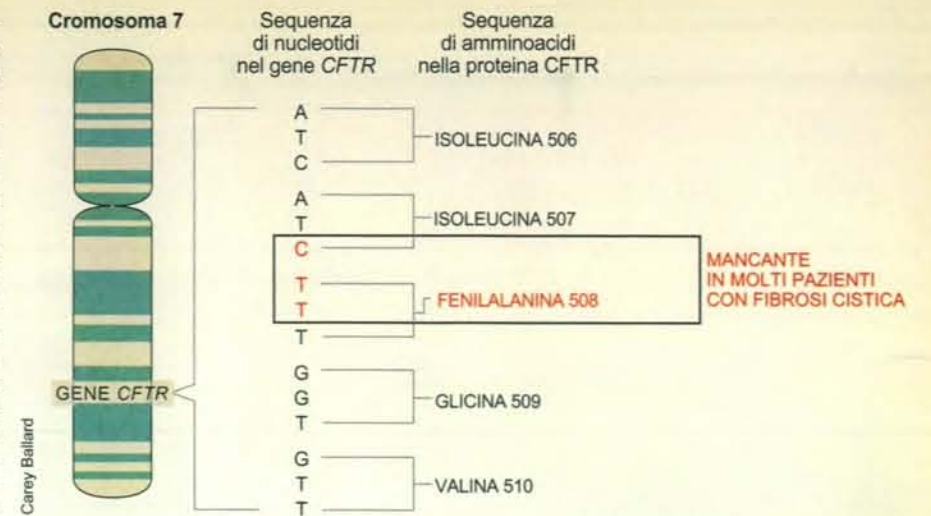 Cromosoma 7
Sequenza
di nucleotidi
nel gene CFTR
Sequenza
di amminoacidi
nella proteina CFTR
A
T
C
ISOLEUCINA 506
A
T
C
ISOLEUCINA 507
T
T
T
FENILALANINA 508
MANCANTE
IN MOLTI PAZIENTI
CON FIBROSI CISTICA
G
G
T
GLICINA 509
G
T
T
VALINA 510
GENE CFTR
Carey Ballard